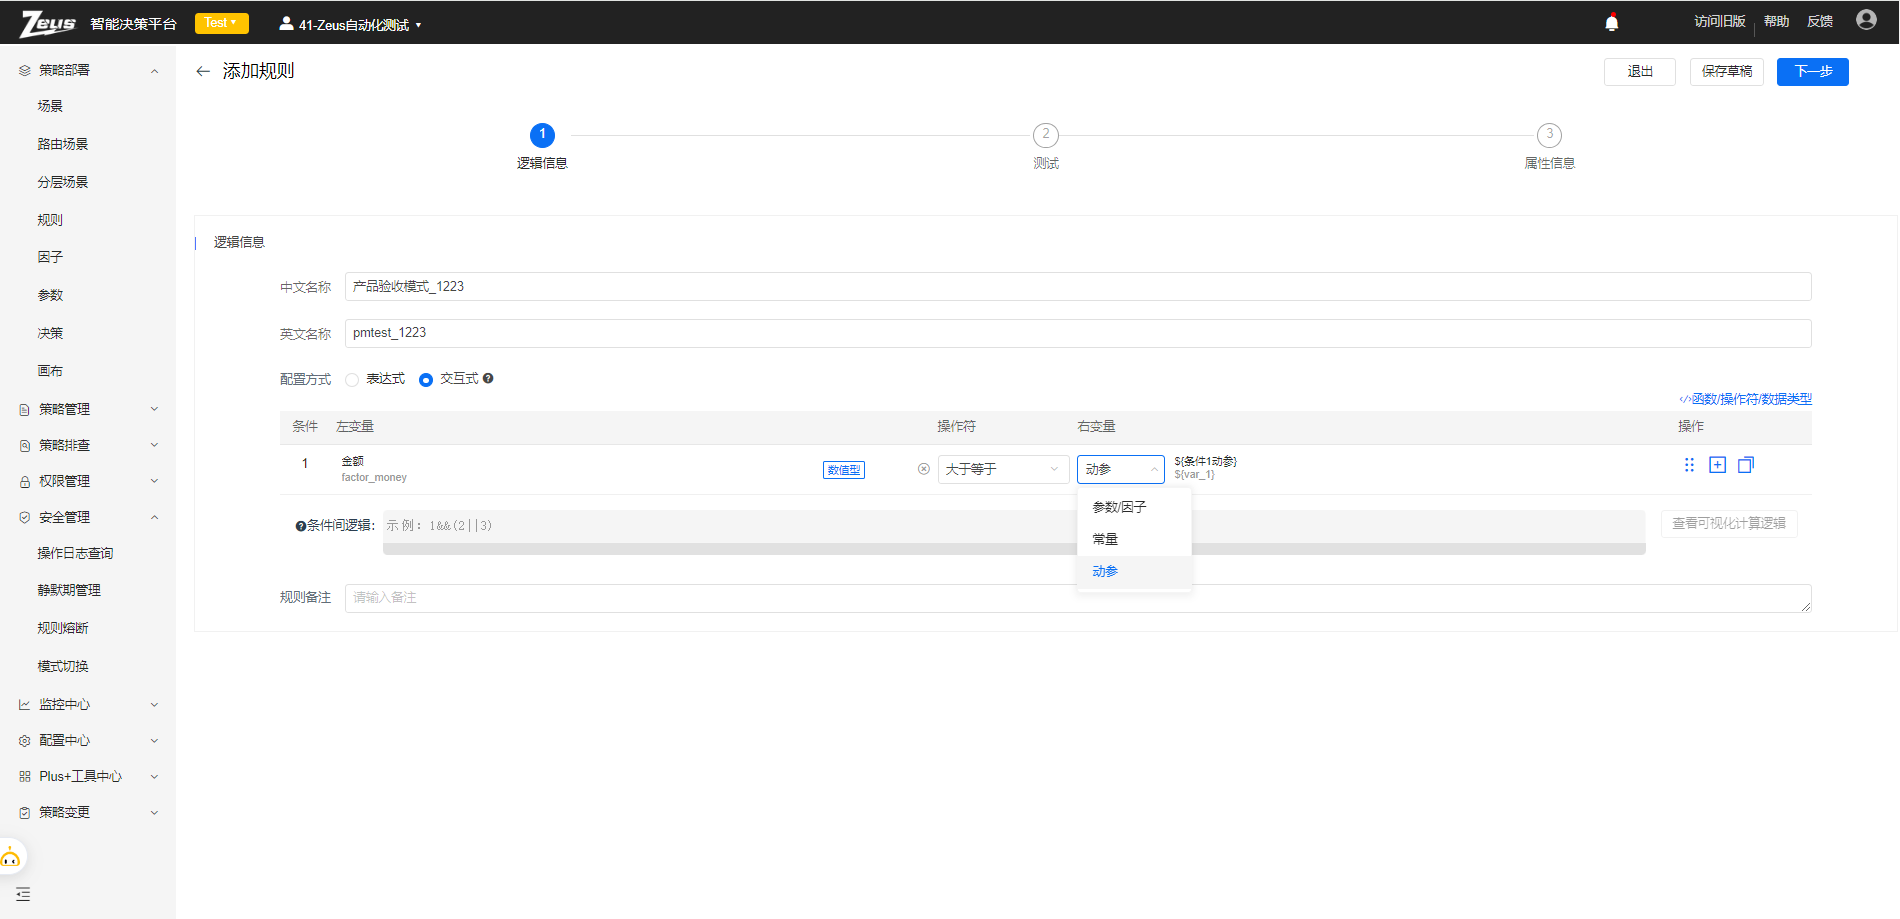 Zeus 智能决策平台 Test 41-Zeus自动化测试 访问旧版 帮助 反馈
策略部署
场景
路由场景
分层场景
规则
因子
参数
决策
画布
策略管理
策略排查
权限管理
安全管理
操作日志查询
静默期管理
规则熔断
模式切换
监控中心
配置中心
Plus+工具中心
策略变更
添加规则 退出 保存草稿 下一步
1 2 3
逻辑信息 测试 属性信息
逻辑信息
中文名称 产品验收模式_1223
英文名称 pmtest_1223
配置方式 表达式 交互式
</>函数/操作符/数据类型
条件 左变量 操作符 右变量 操作
1 金额 数值型 大于等于 动参 ${条件1动参}
factor_money ${var_1}
参数/因子
常量
动参
条件间逻辑: 示例: 1&&(2||3) 查看可视化计算逻辑
规则备注 请输入备注